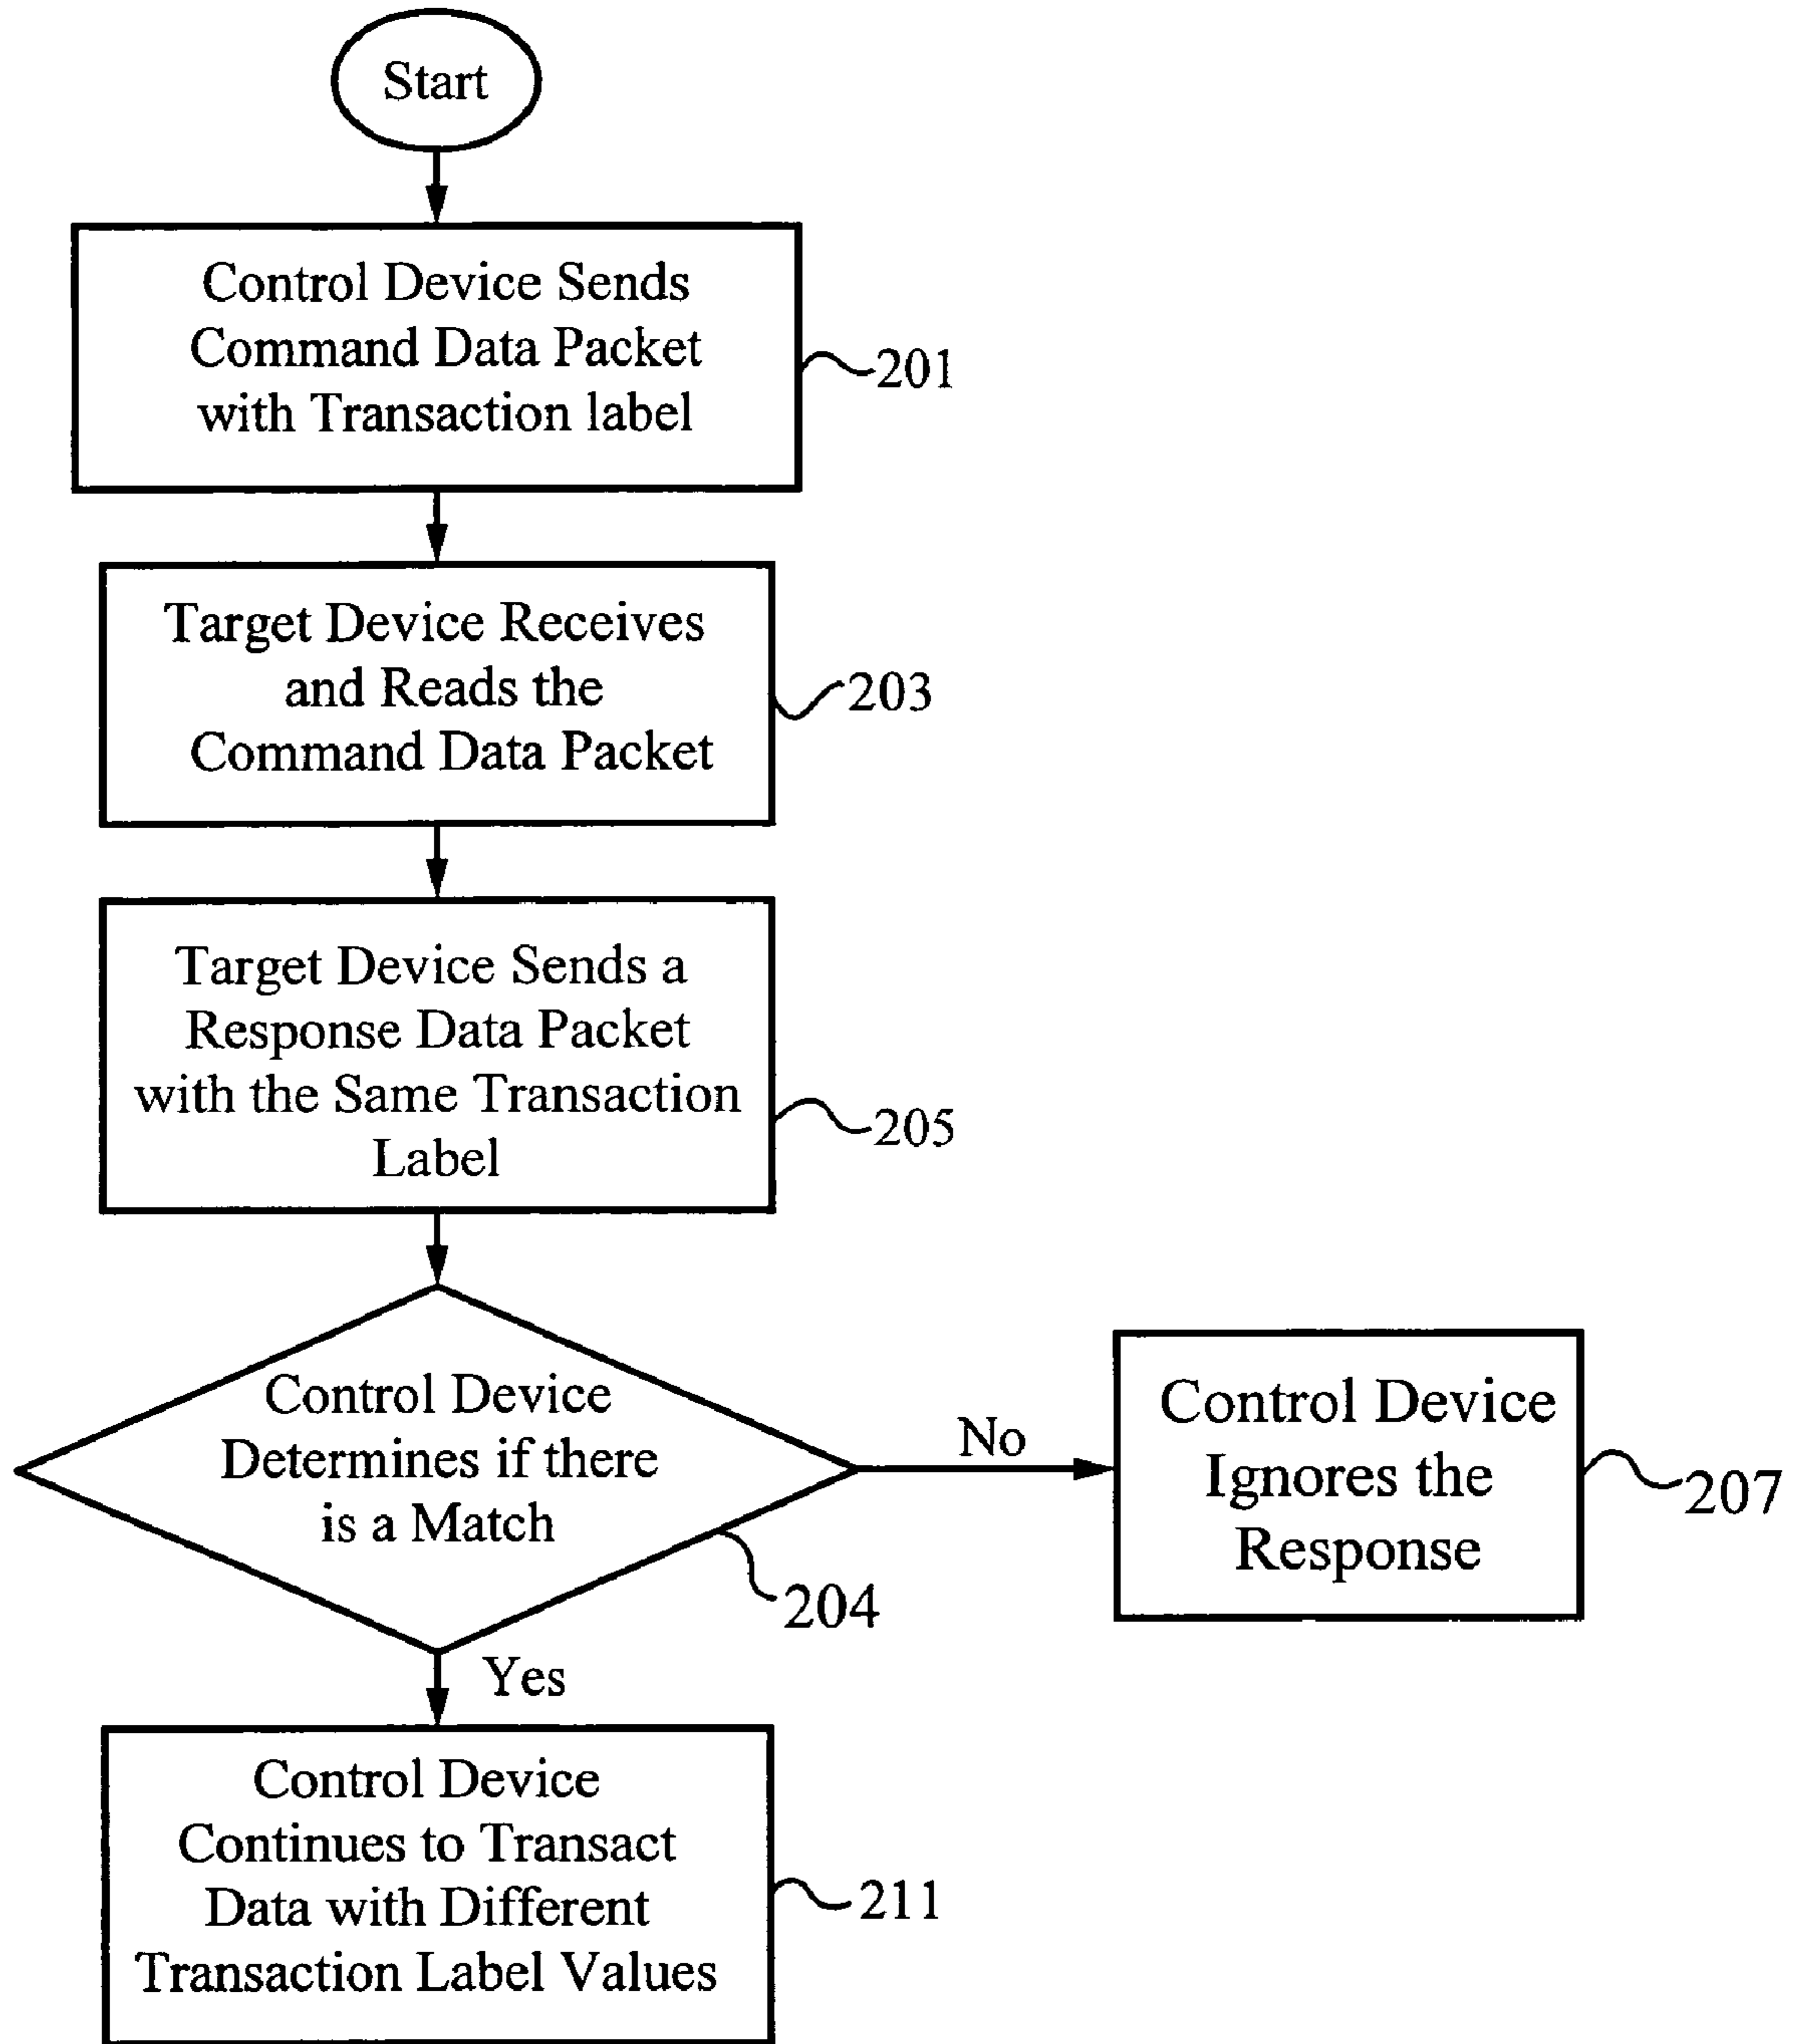 Start
Control Device Sends
Command Data Packet
with Transaction label
201
Target Device Receives
and Reads the
Command Data Packet
203
Target Device Sends a
Response Data Packet
with the Same Transaction
Label
205
Control Device
Determines if there
is a Match
204
No
Control Device
Ignores the
Response
207
Yes
Control Device
Continues to Transact
Data with Different
Transaction Label Values
211